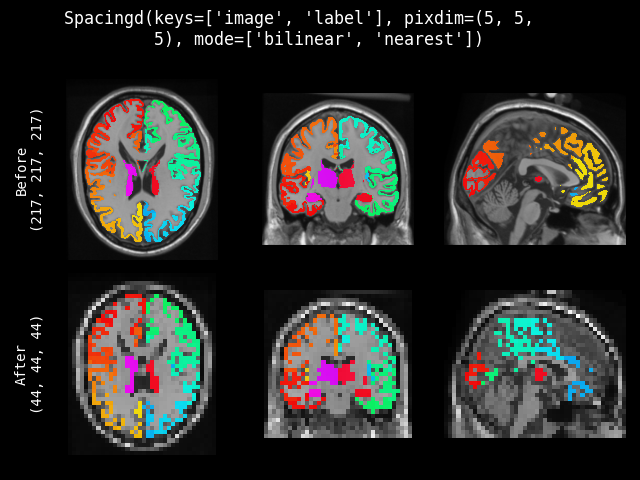 Spacingd(keys=['image', 'label'], pixdim=(5, 5,
5), mode=['bilinear', 'nearest'])
Before
(217, 217, 217)
After
(44, 44, 44)